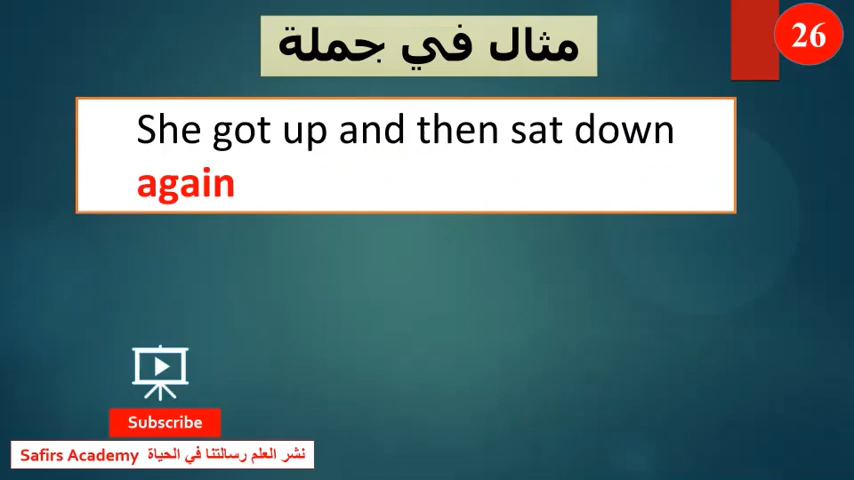 مثال في جملة
26
She got up and then sat down
again
Subscribe
Safirs Academy نشر العلم رسالتنا في الحياة